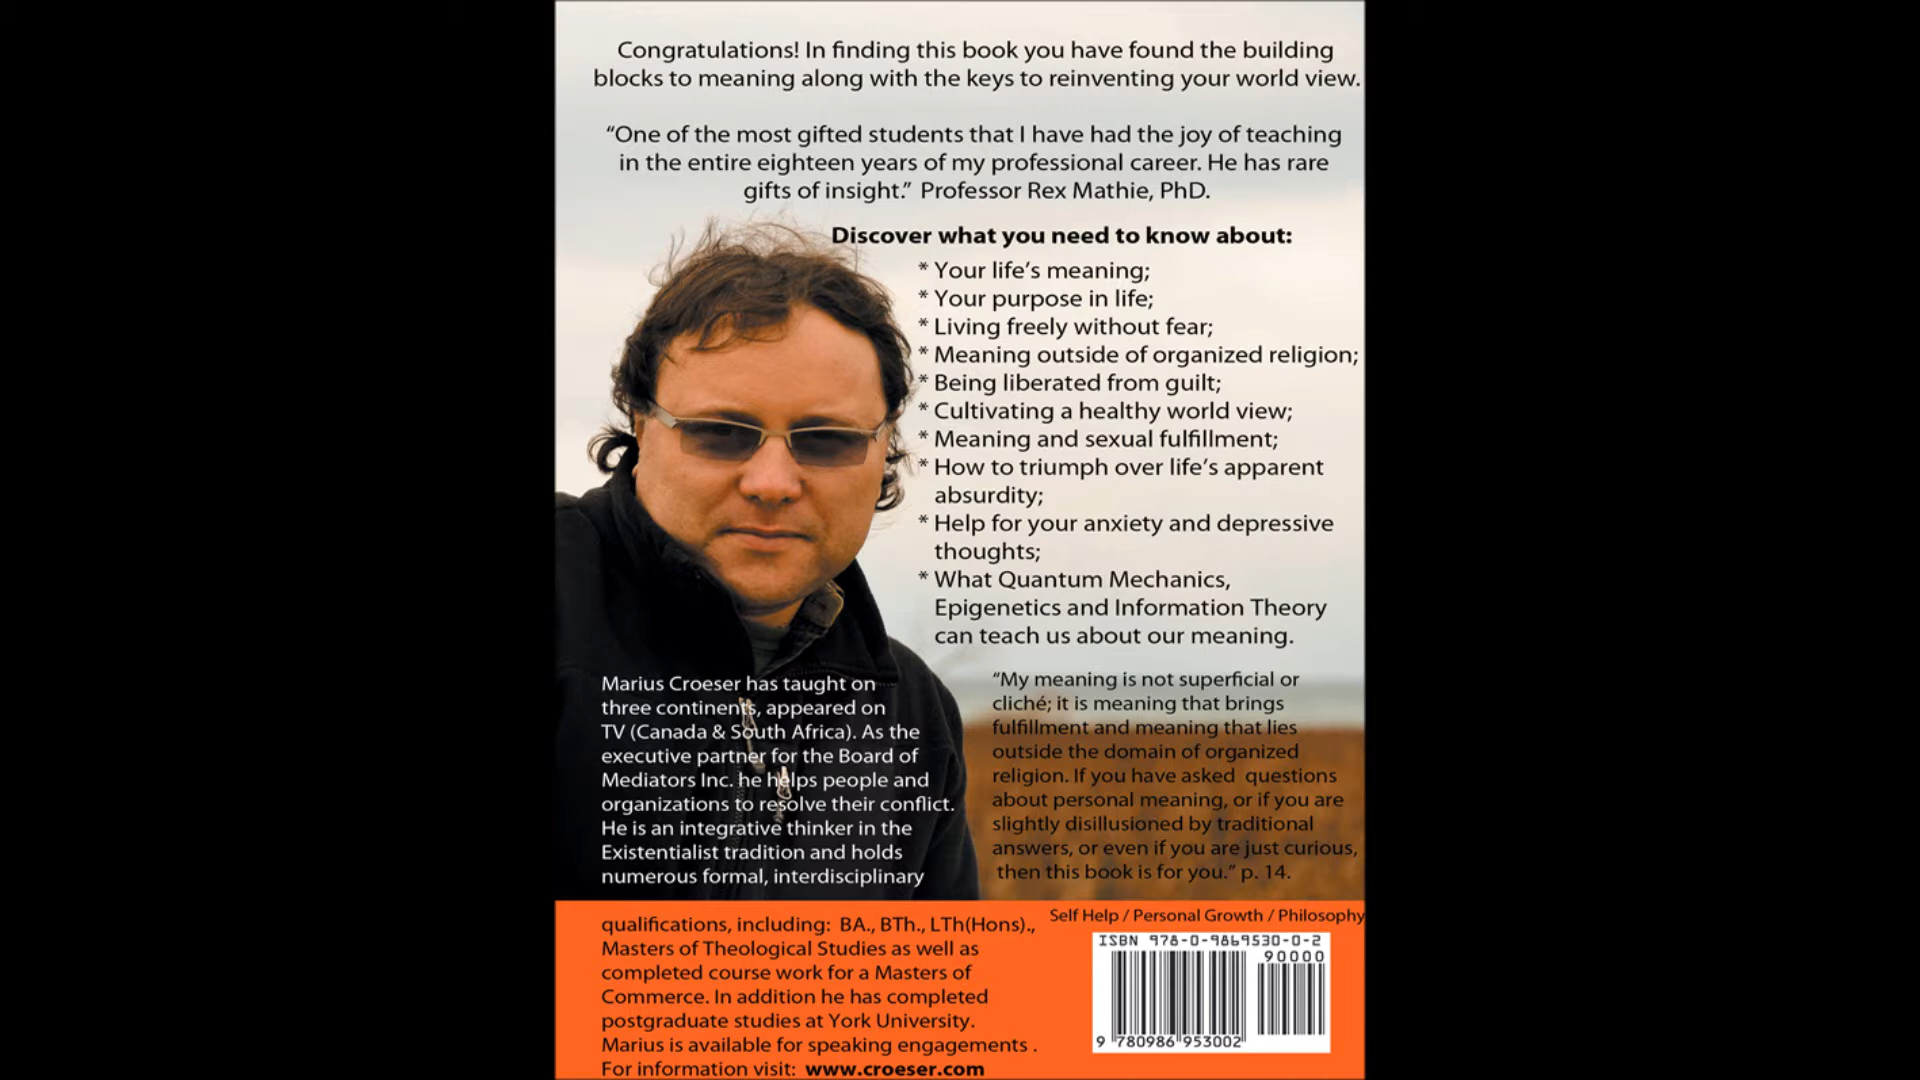 Congratulations! In finding this book you have found the building
blocks to meaning along with the keys to reinventing your world view.
“One of the most gifted students that I have had the joy of teaching
in the entire eighteen years of my professional career. He has rare
gifts of insight.” Professor Rex Mathie, PhD.
Discover what you need to know about:
* Your life’s meaning;
* Your purpose in life;
* Living freely without fear;
* Meaning outside of organized religion;
* Being liberated from guilt;
* Cultivating a healthy world view;
* Meaning and sexual fulfillment;
* How to triumph over life’s apparent
absurdity;
* Help for your anxiety and depressive
thoughts;
* What Quantum Mechanics,
Epigenetics and Information Theory
can teach us about our meaning.
Marius Croeser has taught on
three continents, appeared on
TV (Canada & South Africa). As the
executive partner for the Board of
Mediators Inc. he helps people and
organizations to resolve their conflict.
He is an integrative thinker in the
Existentialist tradition and holds
numerous formal, interdisciplinary
qualifications, including: BA., BTh., LTh(Hons).,
Masters of Theological Studies as well as
completed course work for a Masters of
Commerce. In addition he has completed
postgraduate studies at York University.
Marius is available for speaking engagements .
For information visit: www.croeser.com
“My meaning is not superficial or
cliché; it is meaning that brings
fulfillment and meaning that lies
outside the domain of organized
religion. If you have asked questions
about personal meaning, or if you are
slightly disillusioned by traditional
answers, or even if you are just curious,
then this book is for you.” p. 14.
Self Help / Personal Growth / Philosophy
ISBN 978-0-9869530-0-2
90000
9 780986 953002